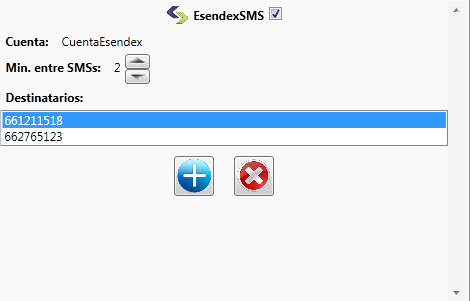 EsendexSMS
Cuenta: CuentaEsendex
Min. entre SMSs: 2
Destinatarios:
661211518
662765123